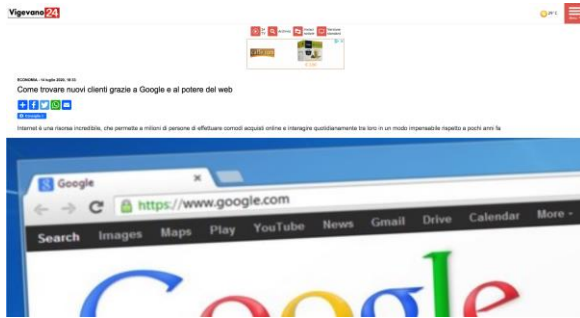 Vigevano24
29°C
ECONOMIA - 14 luglio 2020, 16:33
Come trovare nuovi clienti grazie a Google e al potere del web
Consiglia
Internet è una risorsa incredibile, che permette a milioni di persone di effettuare comodi acquisti online e interagire quotidianamente tra loro in un modo impensabile rispetto a pochi anni fa
Google
https://www.google.com
Search Images Maps Play YouTube News Gmail Drive Calendar More
Google